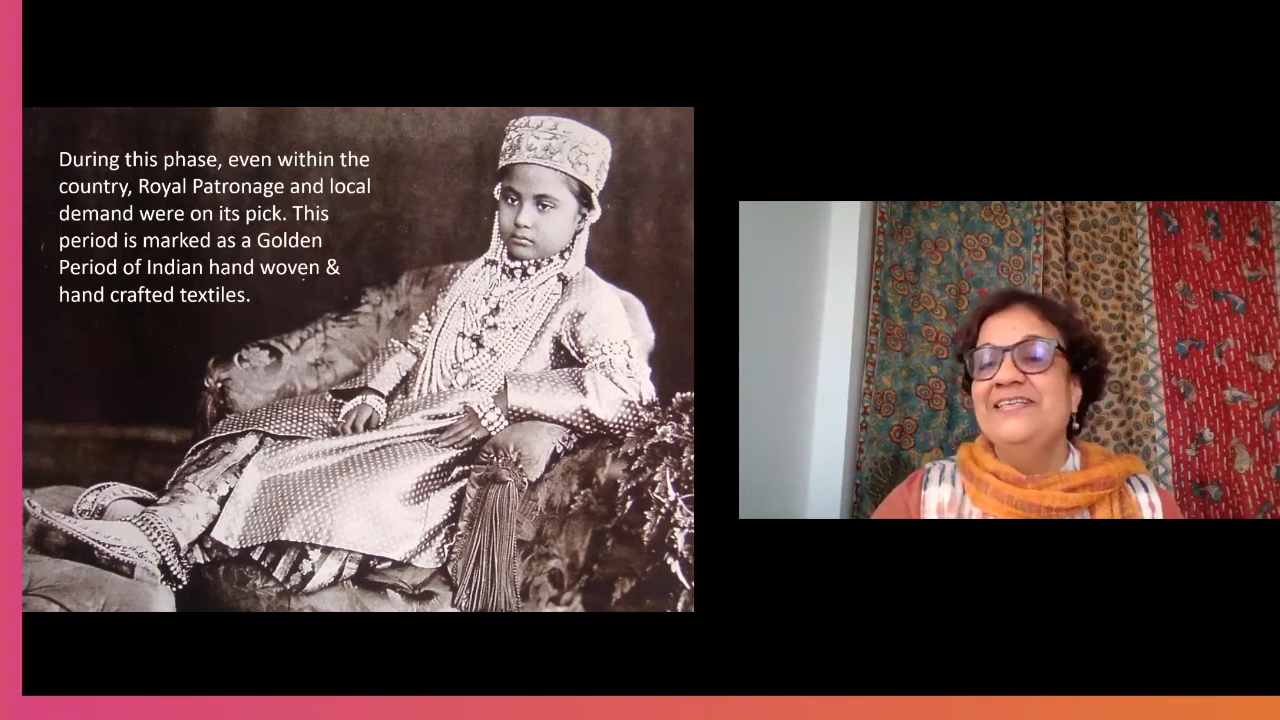 During this phase, even within the
country, Royal Patronage and local
demand were on its pick. This
period is marked as a Golden
Period of Indian hand woven &
hand crafted textiles.